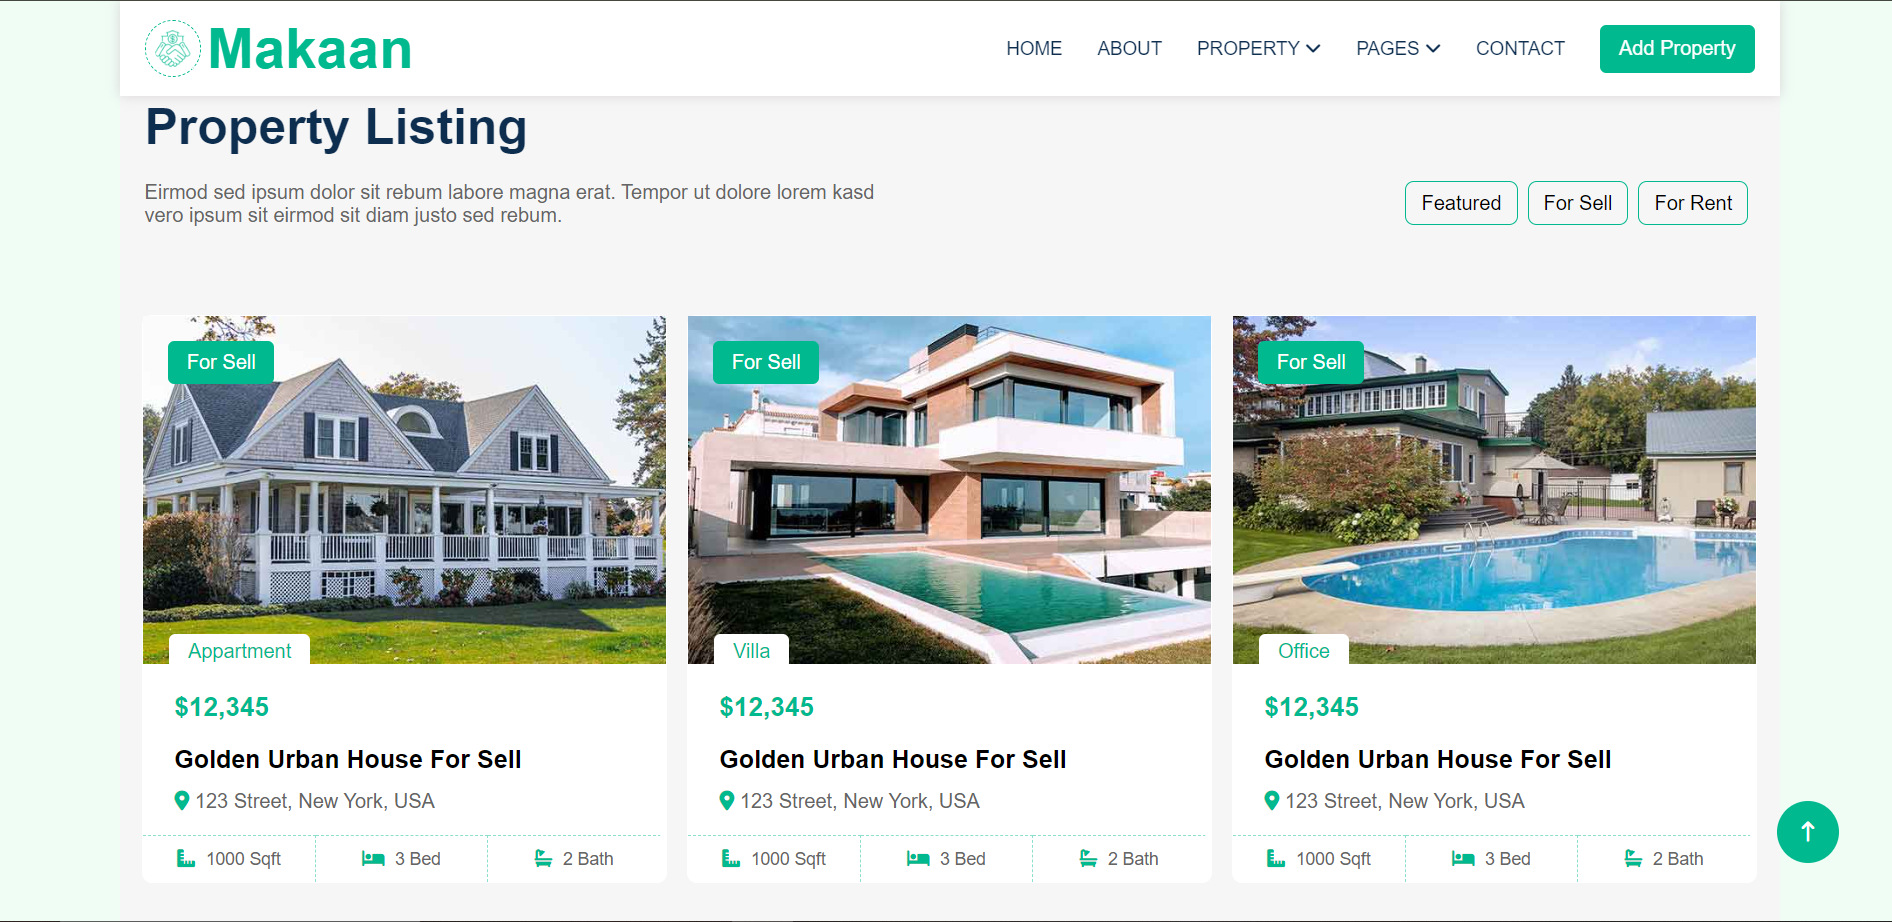 Makaan
HOME ABOUT PROPERTY PAGES CONTACT Add Property
Property Listing
Eirmod sed ipsum dolor sit rebum labore magna erat. Tempor ut dolore lorem kasd
vero ipsum sit eirmod sit diam justo sed rebum.
Featured For Sell For Rent
For Sell
Appartment
$12,345
Golden Urban House For Sell
123 Street, New York, USA
1000 Sqft 3 Bed 2 Bath
For Sell
Villa
$12,345
Golden Urban House For Sell
123 Street, New York, USA
1000 Sqft 3 Bed 2 Bath
For Sell
Office
$12,345
Golden Urban House For Sell
123 Street, New York, USA
1000 Sqft 3 Bed 2 Bath